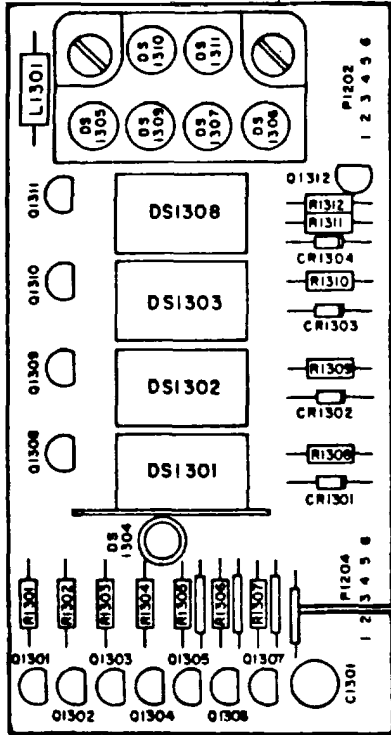 L1301
DS 1310
DS 1311
P1202
1 2 3 4 5 6
DS 1305
DS 1309
DS 1307
DS 1306
Q1312
Q1311
DS1308
R1312
R1311
CR1304
Q1310
DS1303
R1310
CR1303
Q1309
DS1302
R1309
CR1302
Q1308
DS1301
R1308
CR1301
DS 1304
P1204
1 2 3 4 5 6
R1301
R1302
R1303
R1304
R1305
R1306
R1307
Q1301
Q1303
Q1305
Q1307
Q1302
Q1304
Q1306
C1301